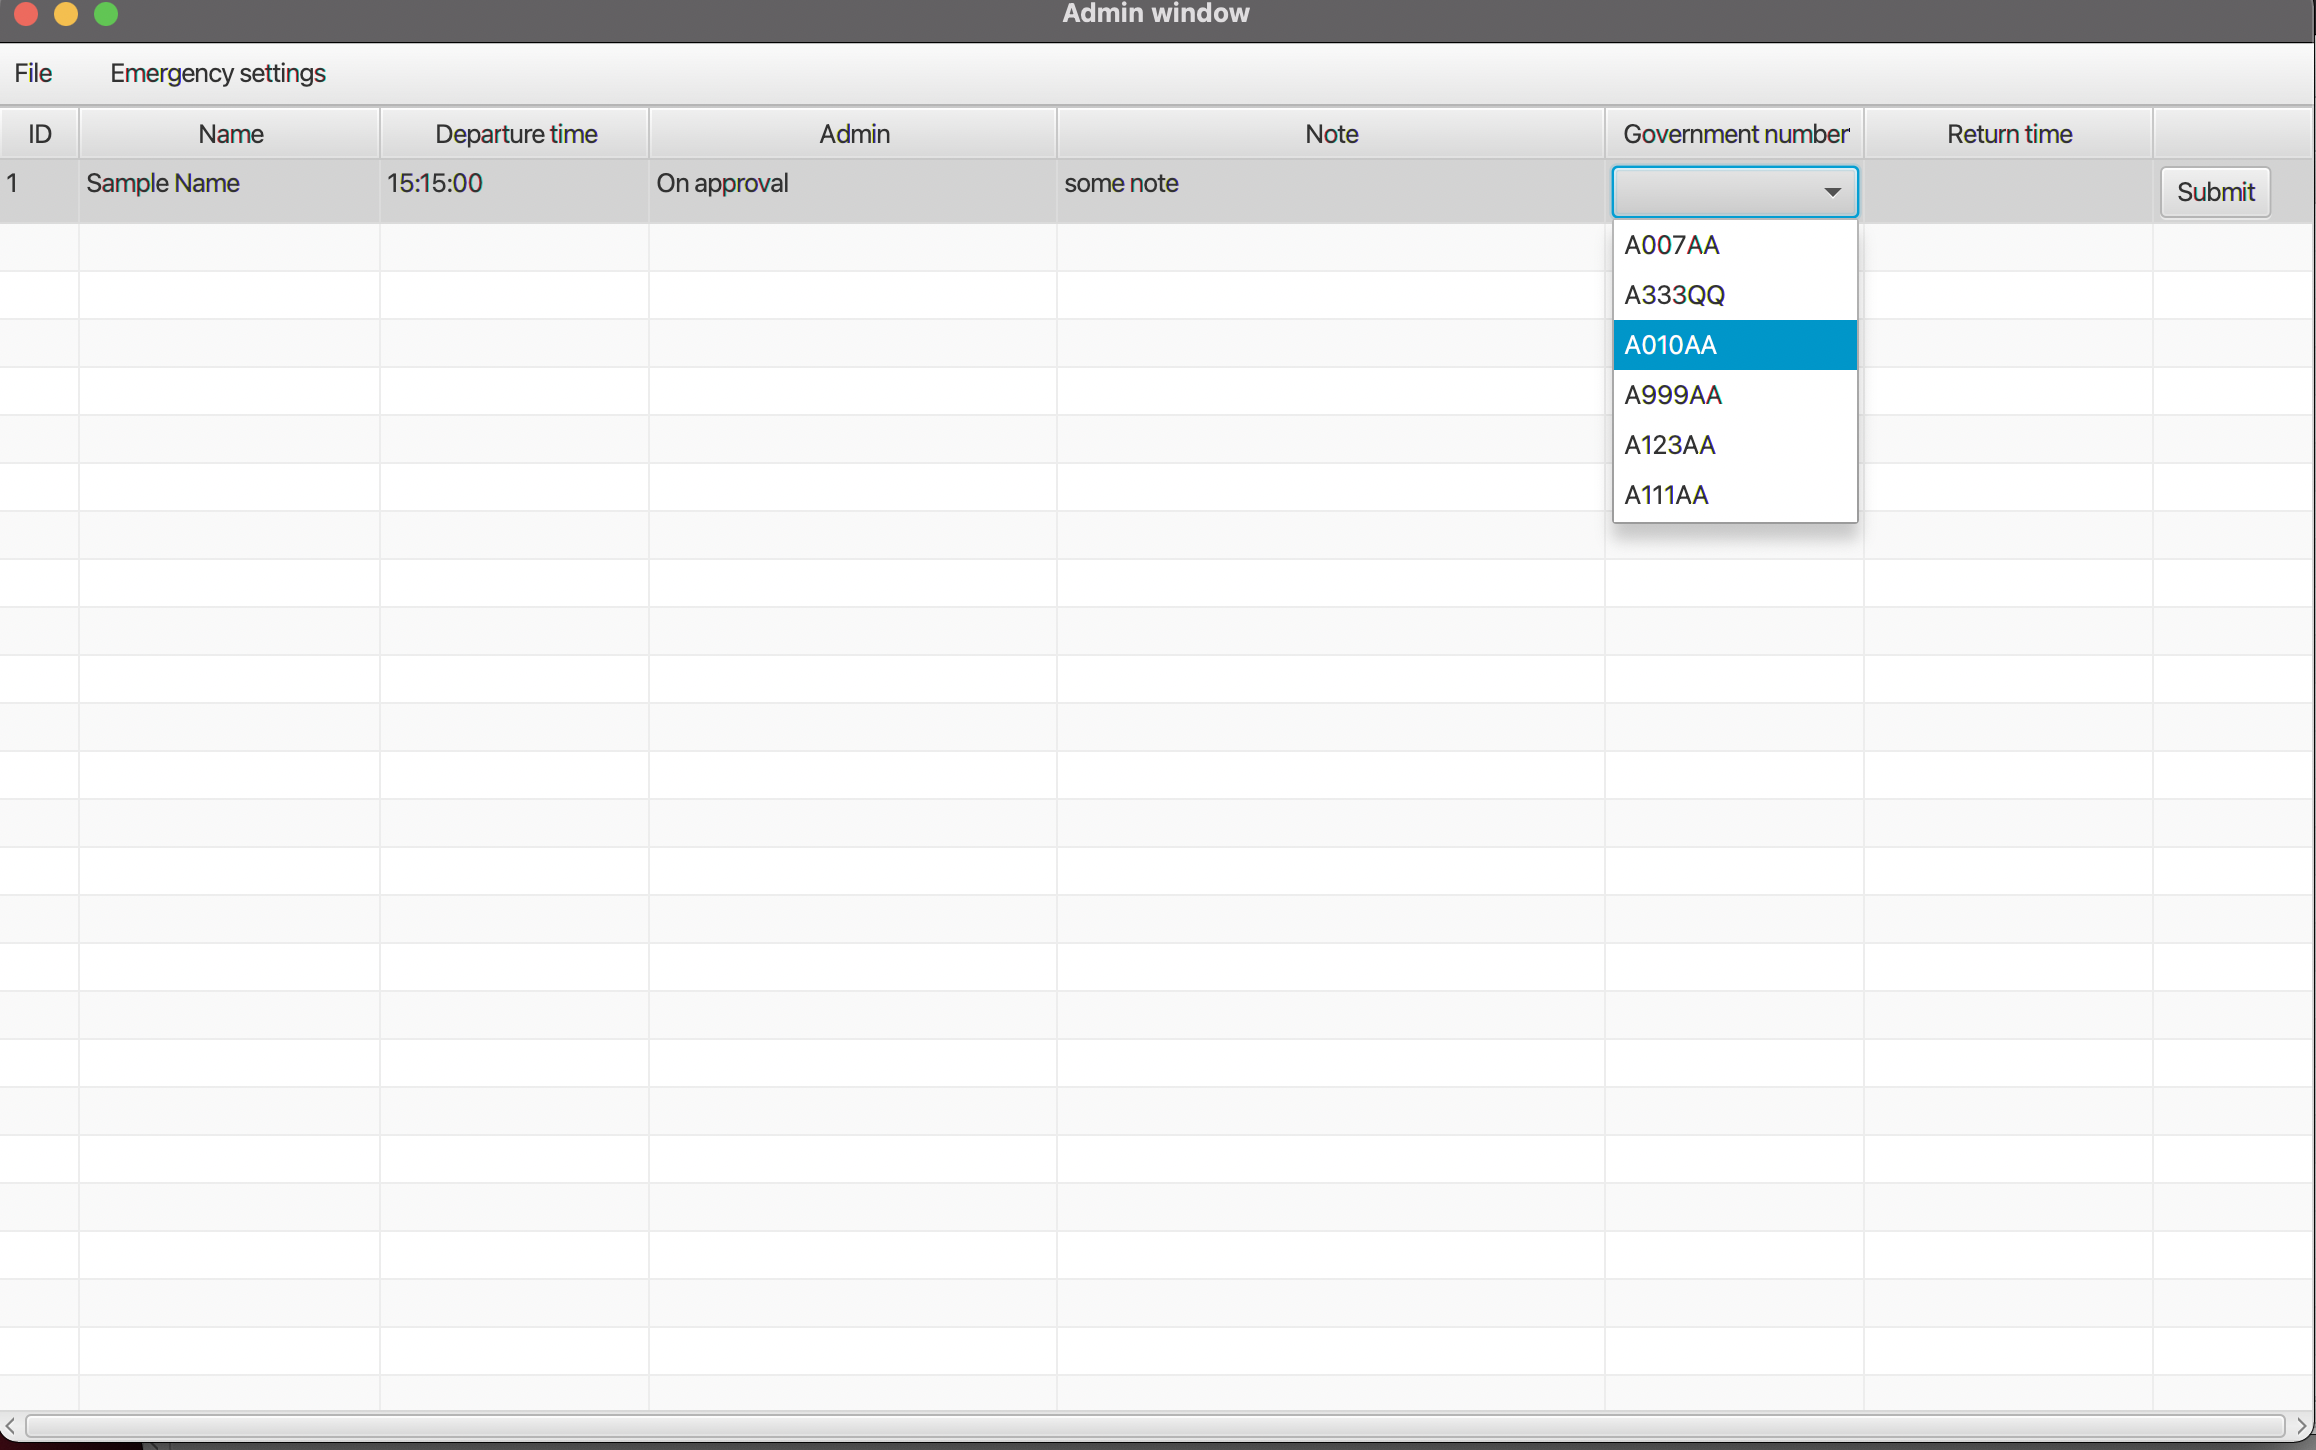 Admin window
File Emergency settings
ID Name Departure time Admin Note Government number Return time
1 Sample Name 15:15:00 On approval some note Submit
A007AA
A333QQ
A010AA
A999AA
A123AA
A111AA